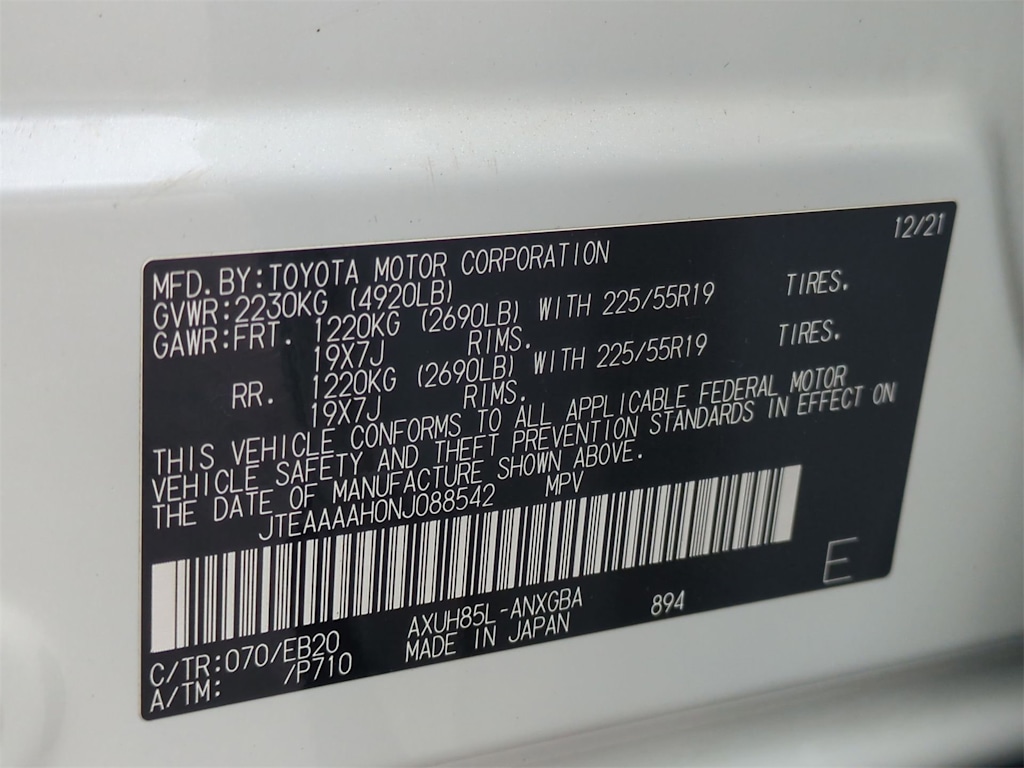 12/21
MFD. BY: TOYOTA MOTOR CORPORATION
GVWR: 2230KG (4920LB)
GAWR: FRT. 1220KG (2690LB) WITH 225/55R19 TIRES.
19X7J RIMS.
RR. 1220KG (2690LB) WITH 225/55R19 TIRES.
19X7J RIMS.
THIS VEHICLE CONFORMS TO ALL APPLICABLE FEDERAL MOTOR
VEHICLE SAFETY AND THEFT PREVENTION STANDARDS IN EFFECT ON
THE DATE OF MANUFACTURE SHOWN ABOVE.
JTEAAAAH0NJ088542 MPV
E
C/TR: 070/EB20 AXUH85L-ANXGBA 894
A/TM: /P710 MADE IN JAPAN